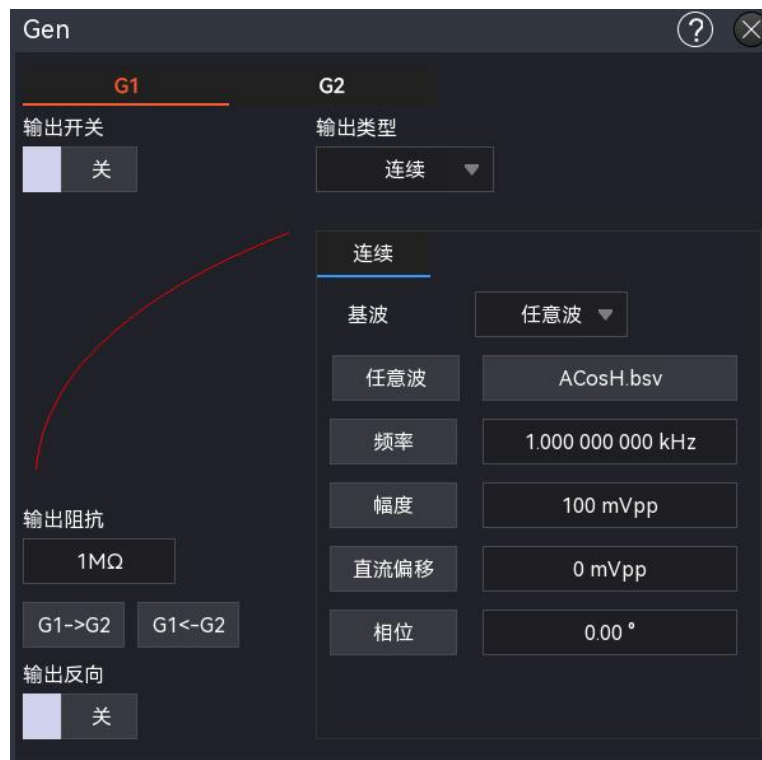 Gen ?
G1 G2
输出开关 输出类型
关 连续
连续
基波 任意波
任意波 ACosH.bsv
频率 1.000 000 000 kHz
幅度 100 mVpp
输出阻抗
1MΩ
直流偏移 0 mVpp
G1->G2 G1<-G2
相位 0.00 °
输出反向
关